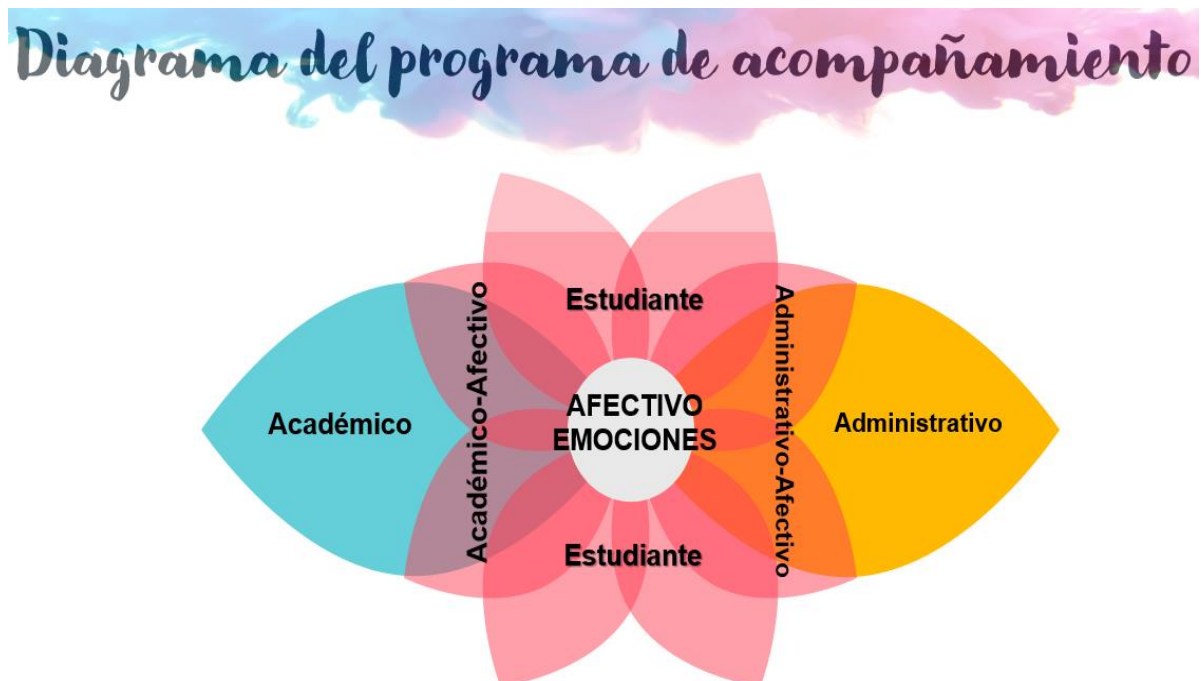 Diagrama del programa de acompañamiento
Estudiante
Académico
Académico-Afectivo
AFECTIVO
EMOCIONES
Administrativo-Afectivo
Administrativo
Estudiante